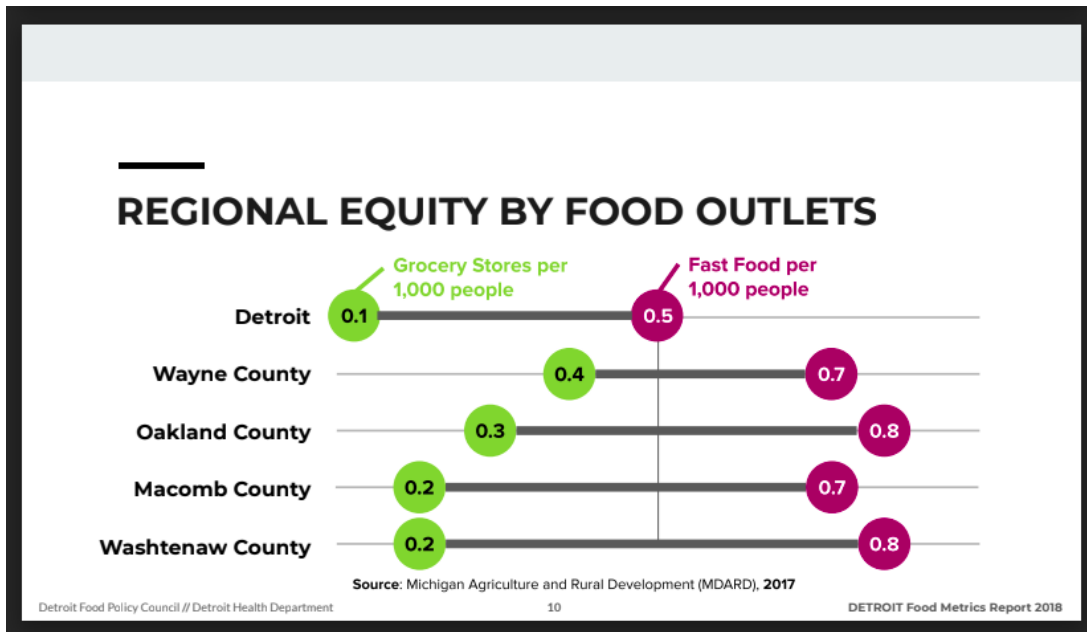 REGIONAL EQUITY BY FOOD OUTLETS
Grocery Stores per
1,000 people
Fast Food per
1,000 people
Detroit 0.1 0.5
Wayne County 0.4 0.7
Oakland County 0.3 0.8
Macomb County 0.2 0.7
Washtenaw County 0.2 0.8
Source: Michigan Agriculture and Rural Development (MDARD), 2017
Detroit Food Policy Council // Detroit Health Department 10 DETROIT Food Metrics Report 2018